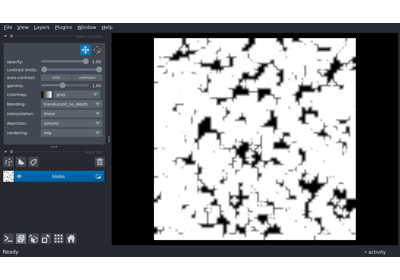 File View Layers Plugins Window Help
opacity: 1.00
contrast limits:
auto-contrast: once continuous
gamma: 1.00
colormap: gray
blending: translucent_no_depth
interpolation: linear
depiction: volume
rendering: mip
blobs
Ready
activity